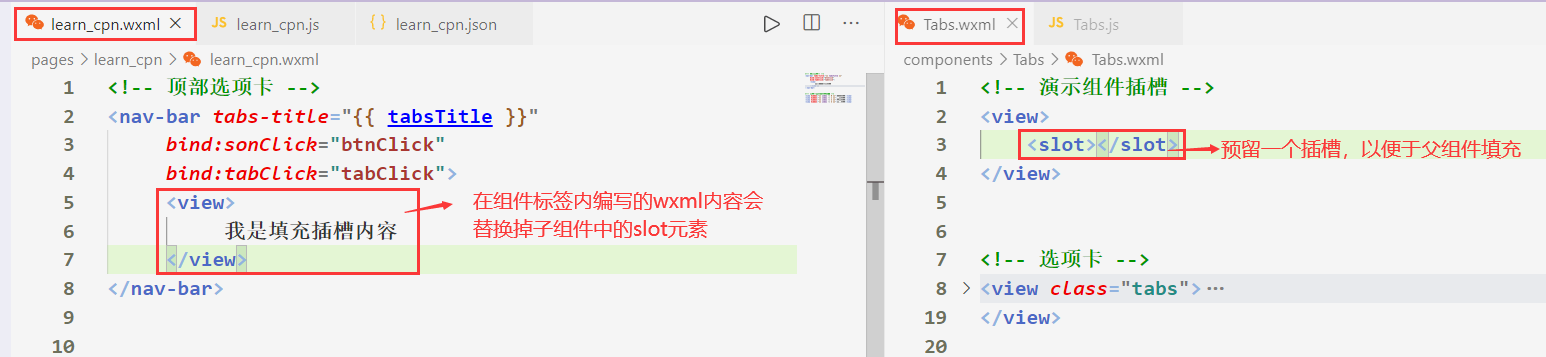 learn_cpn.wxml
JS learn_cpn.js
{} learn_cpn.json
pages > learn_cpn > learn_cpn.wxml
1 <!-- 顶部选项卡 -->
2 <nav-bar tabs-title="{{ tabsTitle }}"
3 bind:sonClick="btnClick"
4 bind:tabClick="tabClick">
5 <view>
6 我是填充插槽内容
7 </view>
8 </nav-bar>
9
10
在组件标签内编写的wxml内容会
替换掉子组件中的slot元素
Tabs.wxml
JS Tabs.js
components > Tabs > Tabs.wxml
1 <!-- 演示组件插槽 -->
2 <view>
3 <slot></slot>
预留一个插槽，以便于父组件填充
4 </view>
5
6
7 <!-- 选项卡 -->
8 <view class="tabs">…
19 </view>
20